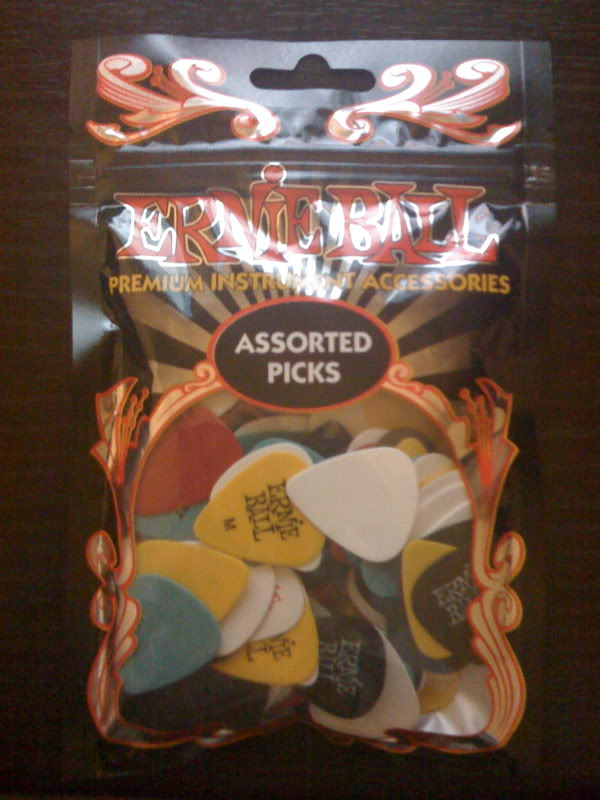 ERNIE BALL
PREMIUM INSTRUMENT ACCESSORIES
ASSORTED
PICKS
ERNIE
BALL
M
ERNIE
BALL